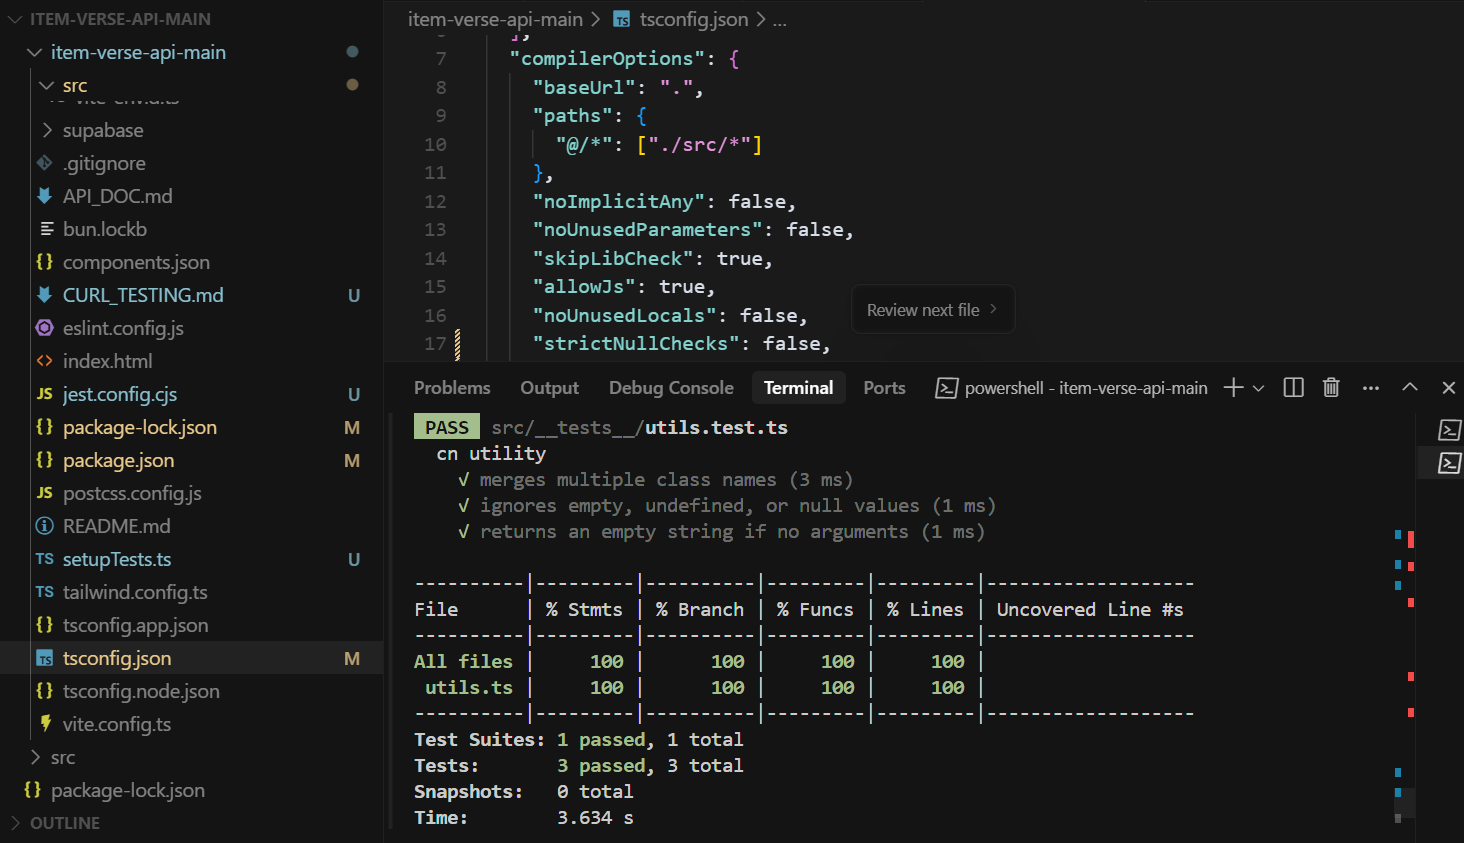 ITEM-VERSE-API-MAIN
item-verse-api-main
src
vite-env.d.ts
supabase
.gitignore
API_DOC.md
bun.lockb
components.json
CURL_TESTING.md U
eslint.config.js
index.html
jest.config.cjs U
package-lock.json M
package.json M
postcss.config.js
README.md
setupTests.ts U
tailwind.config.ts
tsconfig.app.json
tsconfig.json M
tsconfig.node.json
vite.config.ts
src
package-lock.json
OUTLINE
item-verse-api-main > tsconfig.json > ...
6 ],
7 "compilerOptions": {
8 "baseUrl": ".",
9 "paths": {
10 "@/*": ["./src/*"]
11 },
12 "noImplicitAny": false,
13 "noUnusedParameters": false,
14 "skipLibCheck": true,
15 "allowJs": true,
16 "noUnusedLocals": false,
17 "strictNullChecks": false,
Review next file >
Problems Output Debug Console Terminal Ports powershell - item-verse-api-main
PASS src/__tests__/utils.test.ts
cn utility
√ merges multiple class names (3 ms)
√ ignores empty, undefined, or null values (1 ms)
√ returns an empty string if no arguments (1 ms)
----------|---------|----------|---------|---------|-------------------
File | % Stmts | % Branch | % Funcs | % Lines | Uncovered Line #s
----------|---------|----------|---------|---------|-------------------
All files | 100 | 100 | 100 | 100 |
utils.ts | 100 | 100 | 100 | 100 |
----------|---------|----------|---------|---------|-------------------
Test Suites: 1 passed, 1 total
Tests: 3 passed, 3 total
Snapshots: 0 total
Time: 3.634 s